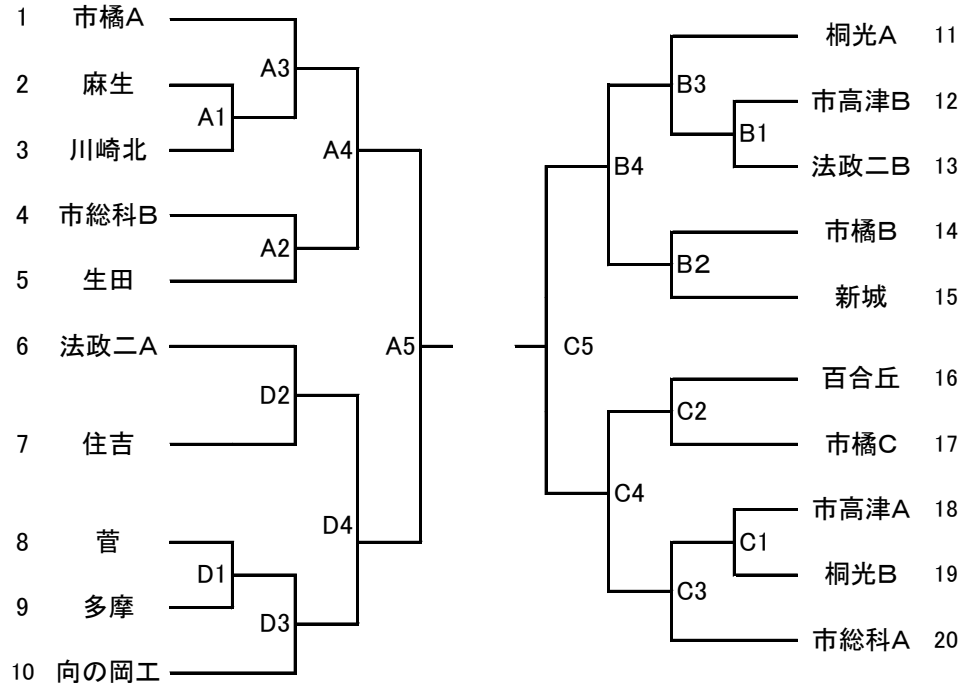 1 市橘A
2 麻生
A1
3 川崎北
A3
4 市総科B
A2
5 生田
A4
6 法政二A
D2
7 住吉
8 菅
D1
9 多摩
D3
10 向の岡工
D4
A5
桐光A 11
B3
市高津B 12
B1
法政二B 13
B4
市橘B 14
B2
新城 15
C5
百合丘 16
C2
市橘C 17
C4
市高津A 18
C1
桐光B 19
C3
市総科A 20